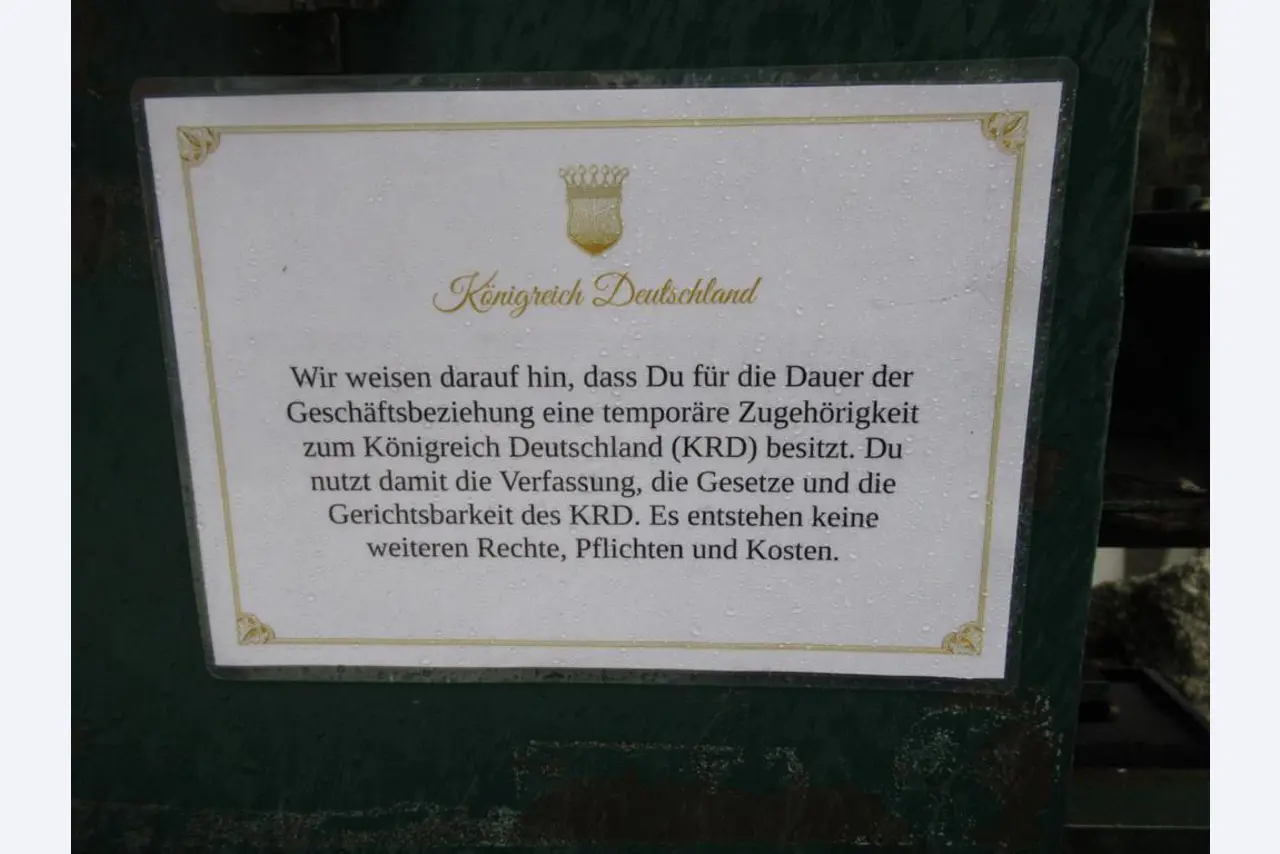 Königreich Deutschland
Wir weisen darauf hin, dass Du für die Dauer der
Geschäftsbeziehung eine temporäre Zugehörigkeit
zum Königreich Deutschland (KRD) besitzt. Du
nutzt damit die Verfassung, die Gesetze und die
Gerichtsbarkeit des KRD. Es entstehen keine
weiteren Rechte, Pflichten und Kosten.